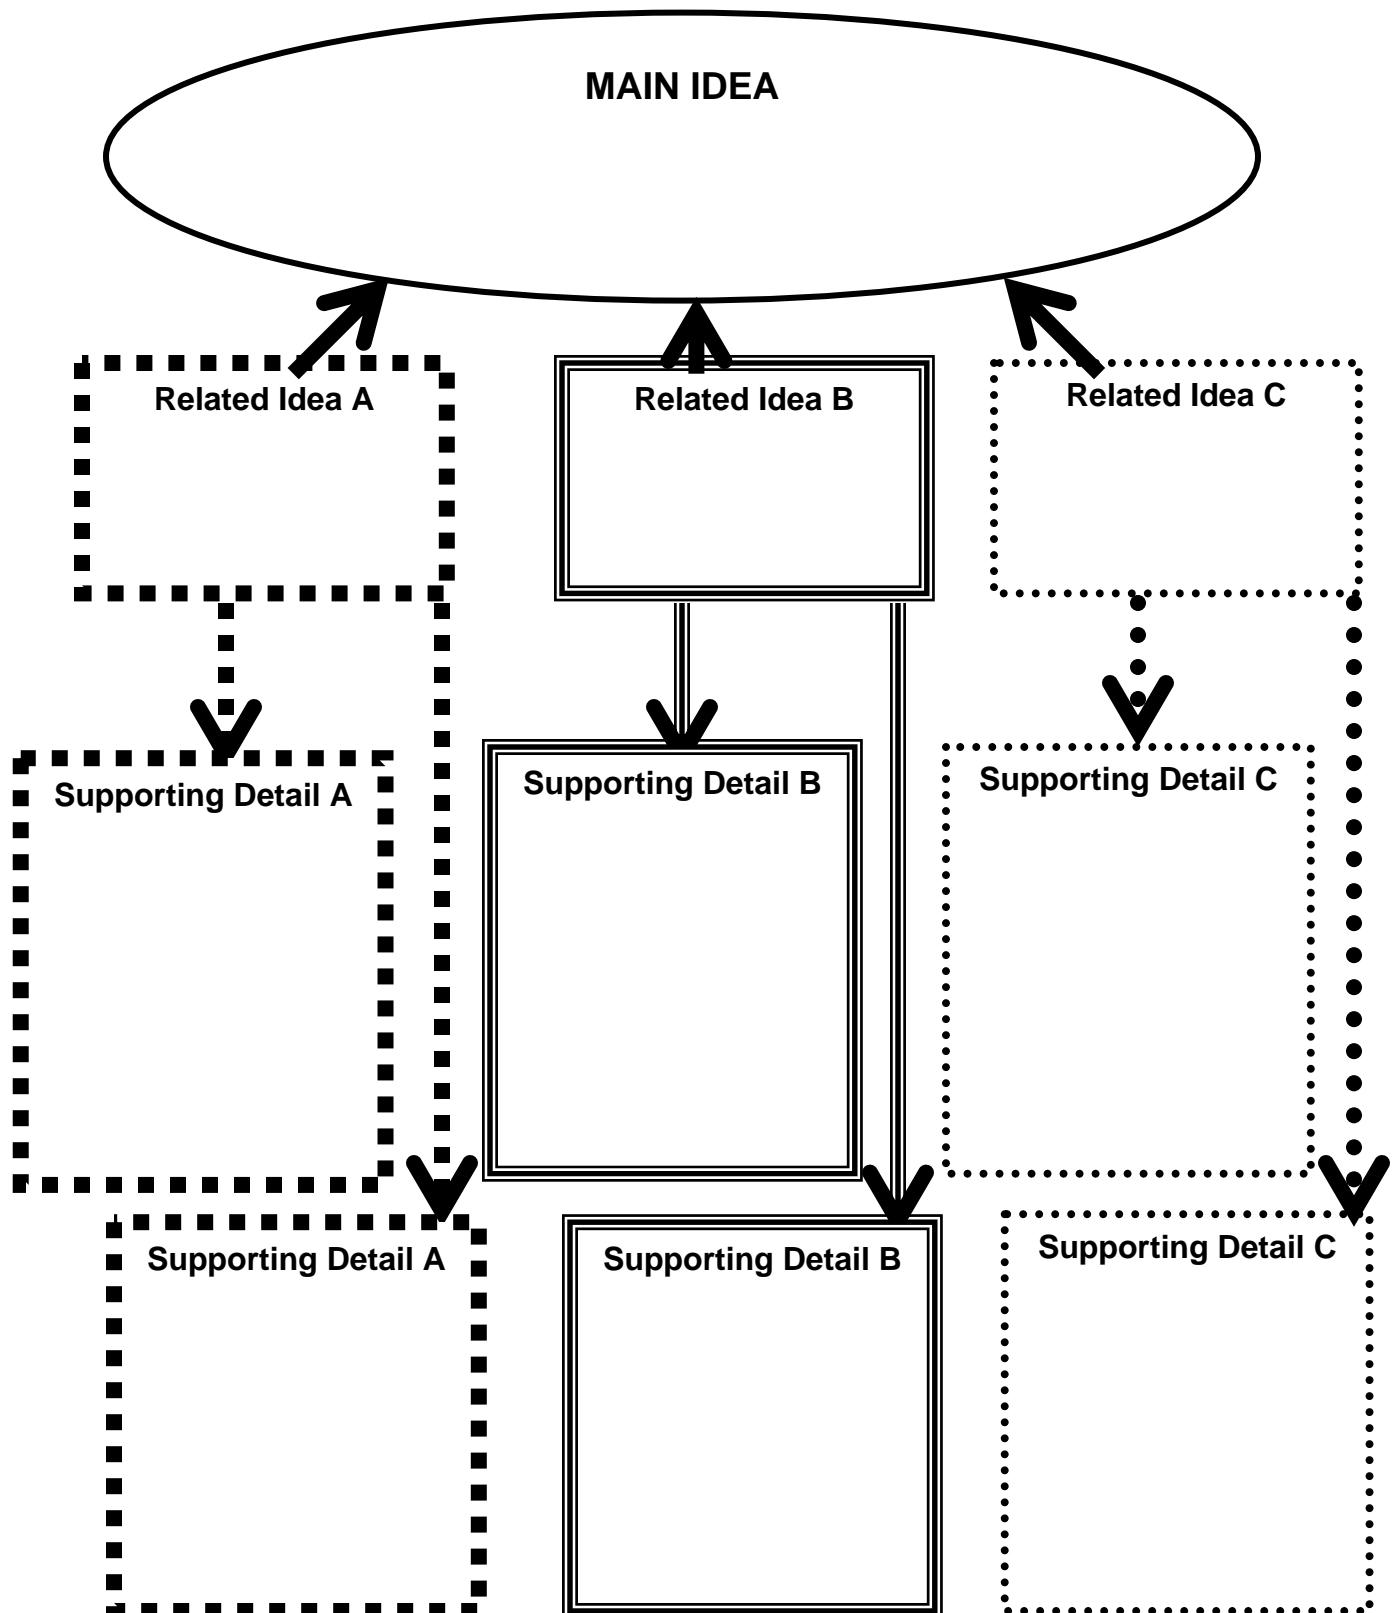 MAIN IDEA
Related Idea A
Related Idea B
Related Idea C
Supporting Detail A
Supporting Detail B
Supporting Detail C
Supporting Detail A
Supporting Detail B
Supporting Detail C